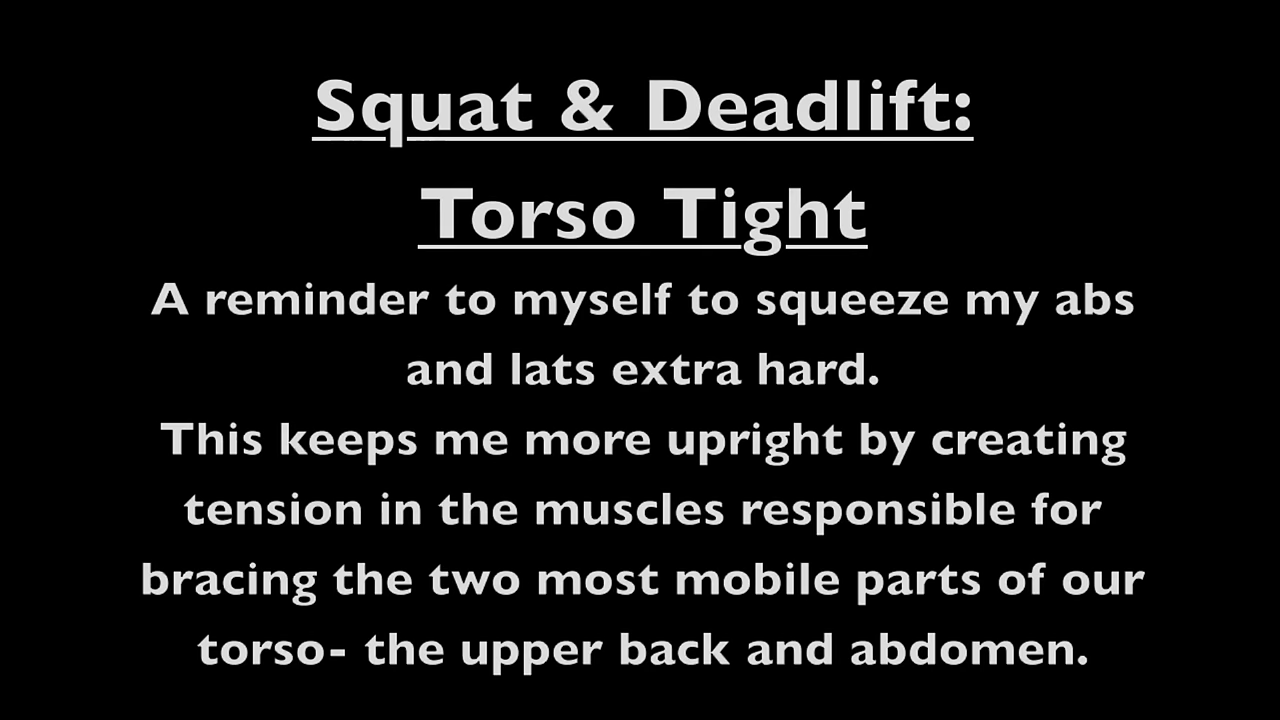 Squat & Deadlift:
Torso Tight
A reminder to myself to squeeze my abs
and lats extra hard.
This keeps me more upright by creating
tension in the muscles responsible for
bracing the two most mobile parts of our
torso- the upper back and abdomen.